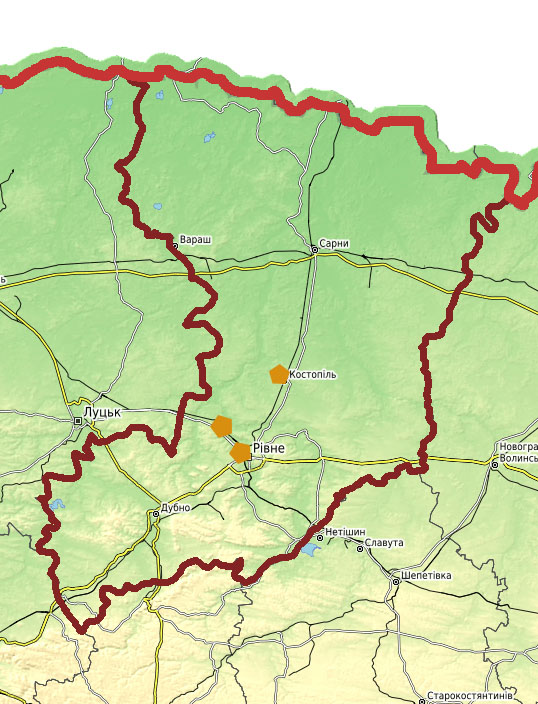 Вараш
Сарни
ь
Костопіль
Луцьк
Рівне
Новогра
Волинсь
Дубно
Нетішин
Славута
Шепетівка
Старокостянтинів